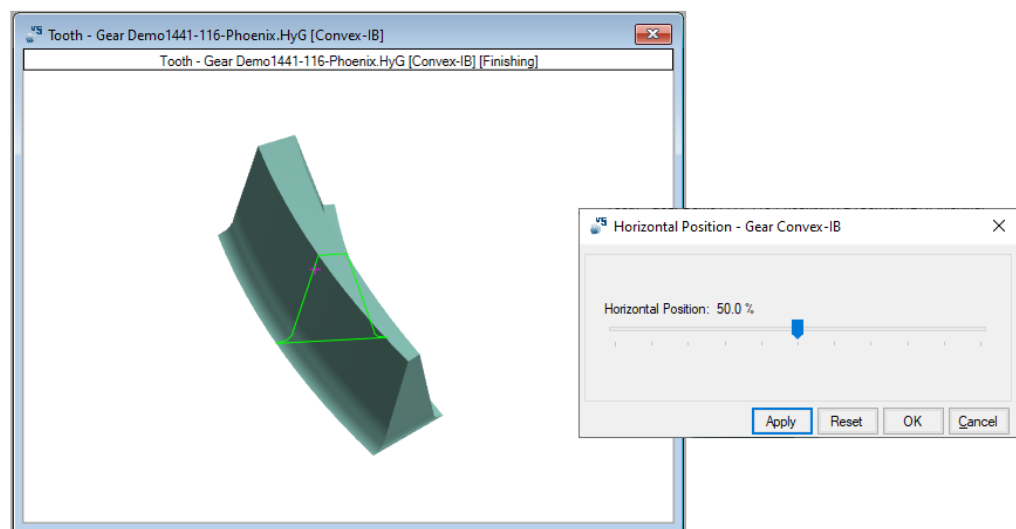 Tooth - Gear Demo1441-116-Phoenix.HyG [Convex-IB]
Tooth - Gear Demo1441-116-Phoenix.HyG [Convex-IB] [Finishing]
Horizontal Position - Gear Convex-IB
Horizontal Position: 50.0 %
Apply Reset OK Cancel